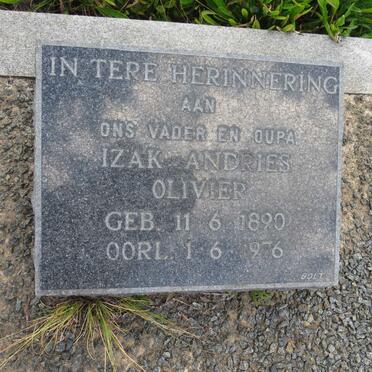 IN TERE HERINNERING
AAN
ONS VADER EN OUPA
IZAK ANDRIES
OLIVIER
GEB. 11 6 1890
OORL. 1 6 1976
BOLT